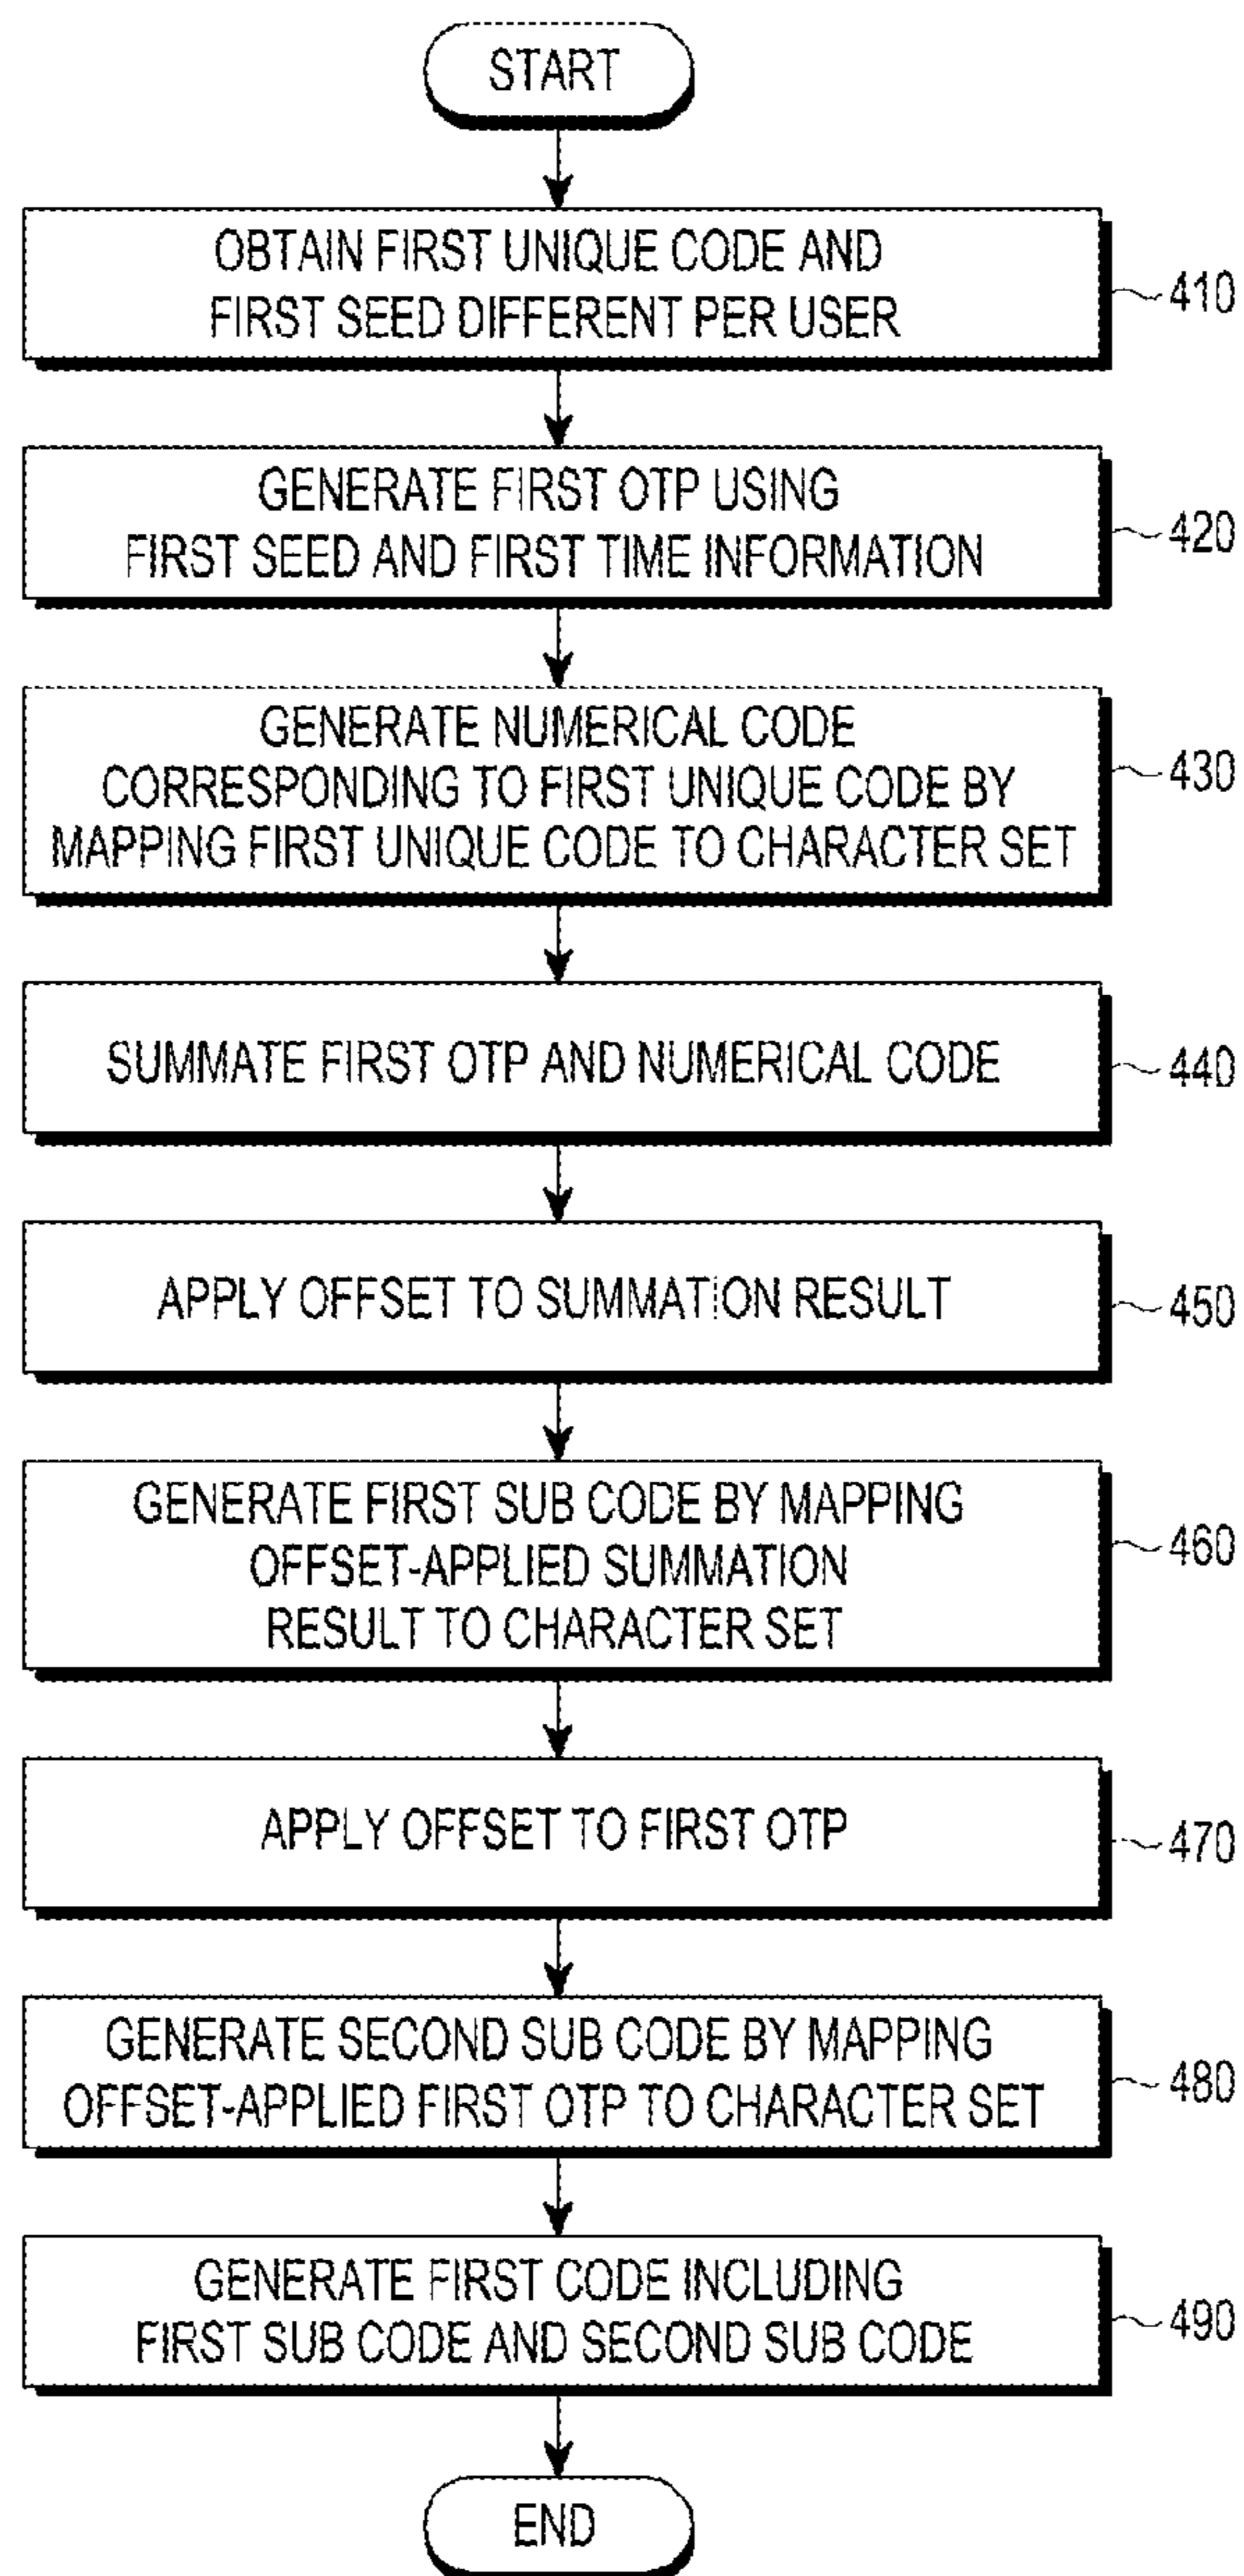 START
OBTAIN FIRST UNIQUE CODE AND
FIRST SEED DIFFERENT PER USER
410
GENERATE FIRST OTP USING
FIRST SEED AND FIRST TIME INFORMATION
420
GENERATE NUMERICAL CODE
CORRESPONDING TO FIRST UNIQUE CODE BY
MAPPING FIRST UNIQUE CODE TO CHARACTER SET
430
SUMMATE FIRST OTP AND NUMERICAL CODE
440
APPLY OFFSET TO SUMMATION RESULT
450
GENERATE FIRST SUB CODE BY MAPPING
OFFSET-APPLIED SUMMATION
RESULT TO CHARACTER SET
460
APPLY OFFSET TO FIRST OTP
470
GENERATE SECOND SUB CODE BY MAPPING
OFFSET-APPLIED FIRST OTP TO CHARACTER SET
480
GENERATE FIRST CODE INCLUDING
FIRST SUB CODE AND SECOND SUB CODE
490
END